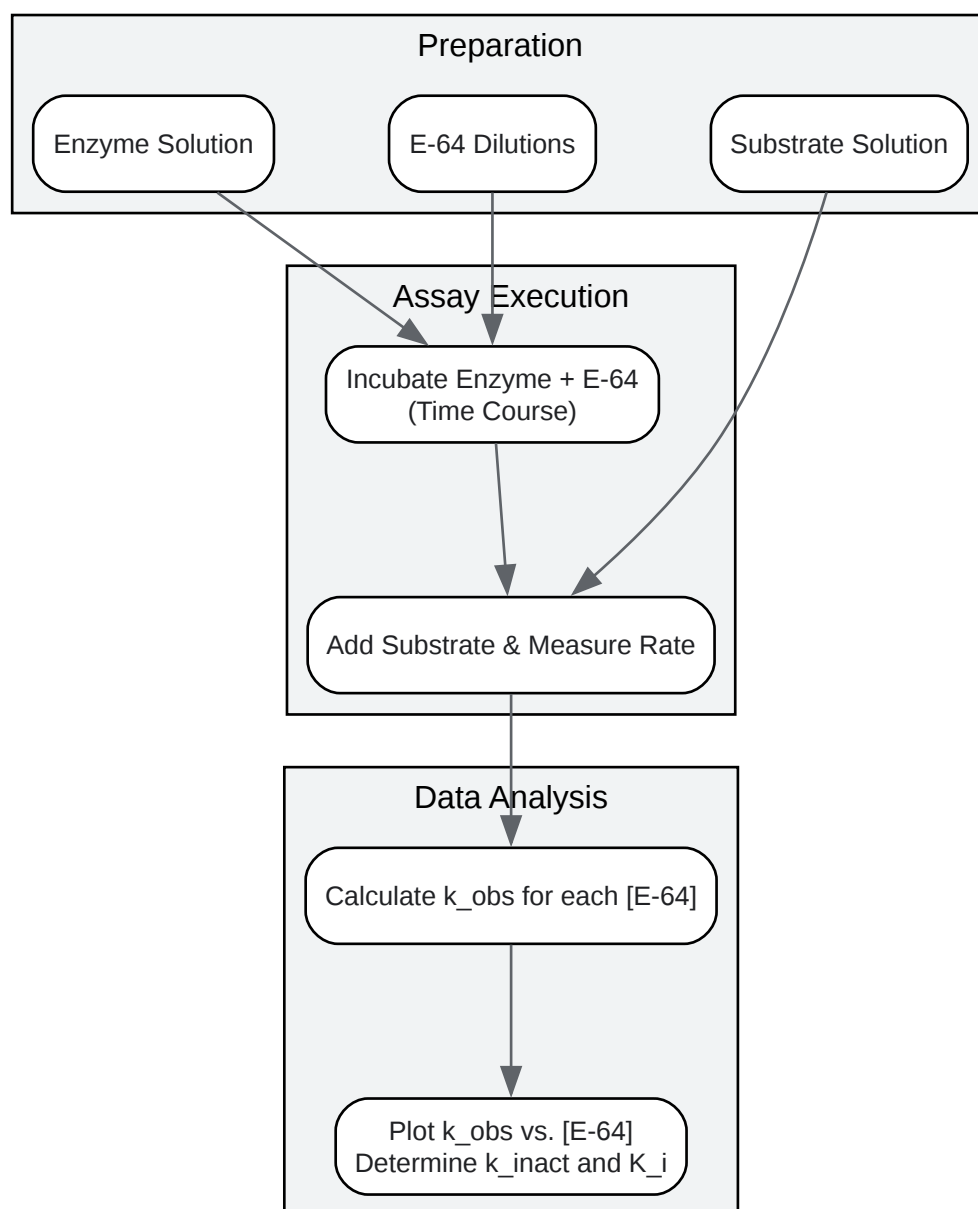 Preparation
Enzyme Solution
E-64 Dilutions
Substrate Solution
Assay Execution
Incubate Enzyme + E-64
(Time Course)
Add Substrate & Measure Rate
Data Analysis
Calculate k_obs for each [E-64]
Plot k_obs vs. [E-64]
Determine k_inact and K_i